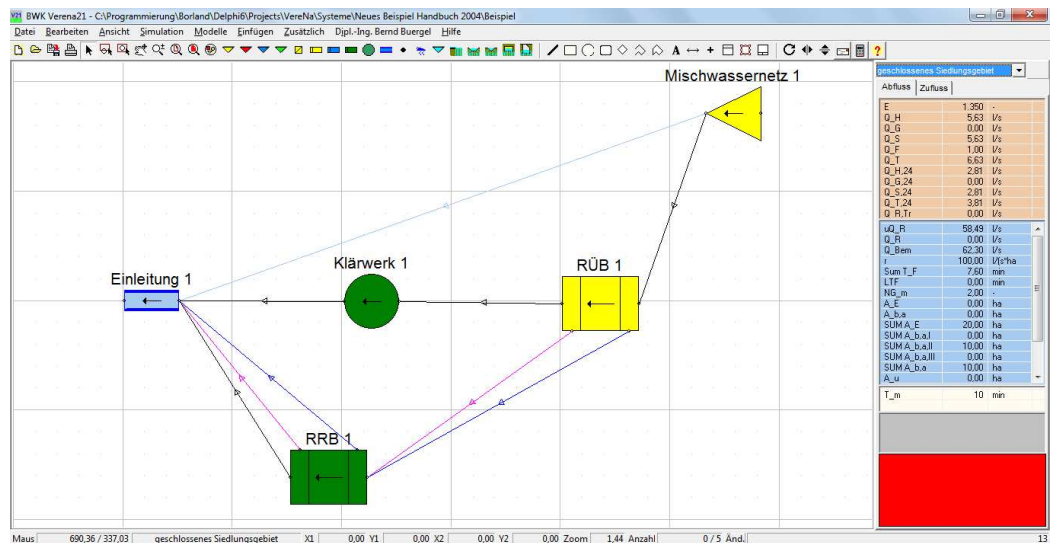 BWK Verena21 - C:\Programmierung\Borland\Delphi6\Projects\VereNa\Systeme\Neues Beispiel Handbuch 2004\Beispiel
Datei Bearbeiten Ansicht Simulation Modelle Einfügen Zusätzlich Dipl.-Ing. Bernd Buergel Hilfe
geschlossenes Siedlungsgebiet
Abfluss Zufluss
Mischwassernetz 1
Einleitung 1
Klärwerk 1
RÜB 1
RRB 1
E 1.350 -
Q_H 5,63 l/s
Q_G 0,00 l/s
Q_S 5,63 l/s
Q_F 1,00 l/s
Q_T 6,63 l/s
Q_H,24 2,81 l/s
Q_G,24 0,00 l/s
Q_S,24 2,81 l/s
Q_T,24 3,81 l/s
Q_R,Tr 0,00 l/s
uQ_R 58,49 l/s
Q_R 0,00 l/s
Q_Bem 62,30 l/s
r 100,00 l/(s*ha
Sum T_F 7,60 min
LTF 0,00 min
NG_m 2,00 -
A_E 0,00 ha
A_b,a 0,00 ha
SUM A_E 20,00 ha
SUM A_b,a,I 0,00 ha
SUM A_b,a,II 10,00 ha
SUM A_b,a,III 0,00 ha
SUM A_b,a 10,00 ha
A_u 0,00 ha
T_m 10 min
Maus 690,36 / 337,03 geschlossenes Siedlungsgebiet X1 0,00 Y1 0,00 X2 0,00 Y2 0,00 Zoom 1,44 Anzahl 0 / 5 Änd. 13